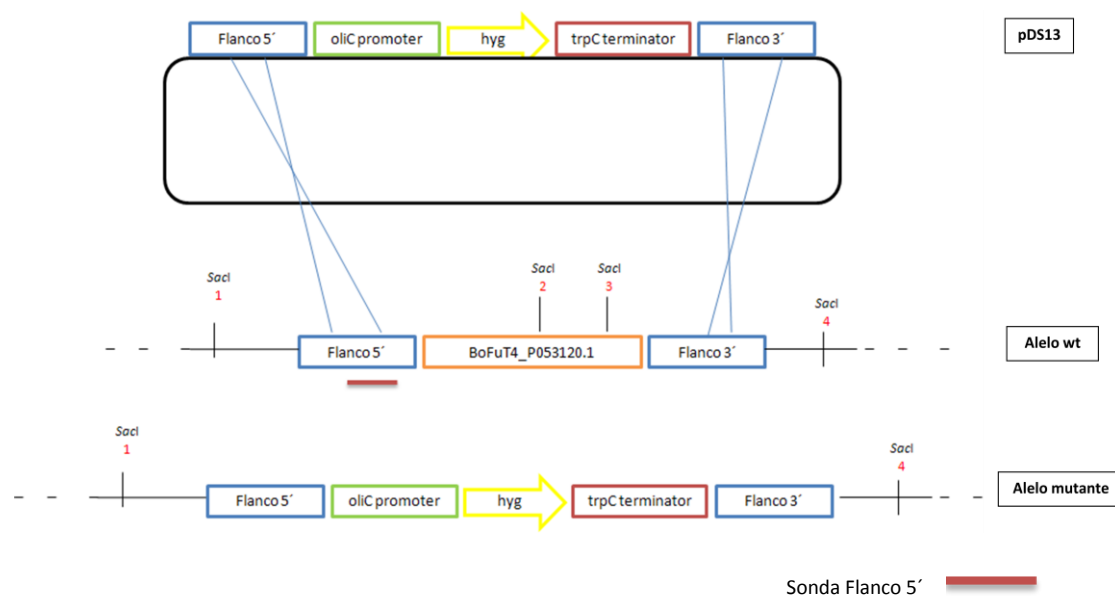 Flanco 5´ oliC promoter hyg trpC terminator Flanco 3´ pDS13
SacI SacI SacI SacI
1 2 3 4
Flanco 5´ BoFuT4_P053120.1 Flanco 3´ Alelo wt
SacI SacI
1 4
Flanco 5´ oliC promoter hyg trpC terminator Flanco 3´ Alelo mutante
Sonda Flanco 5´